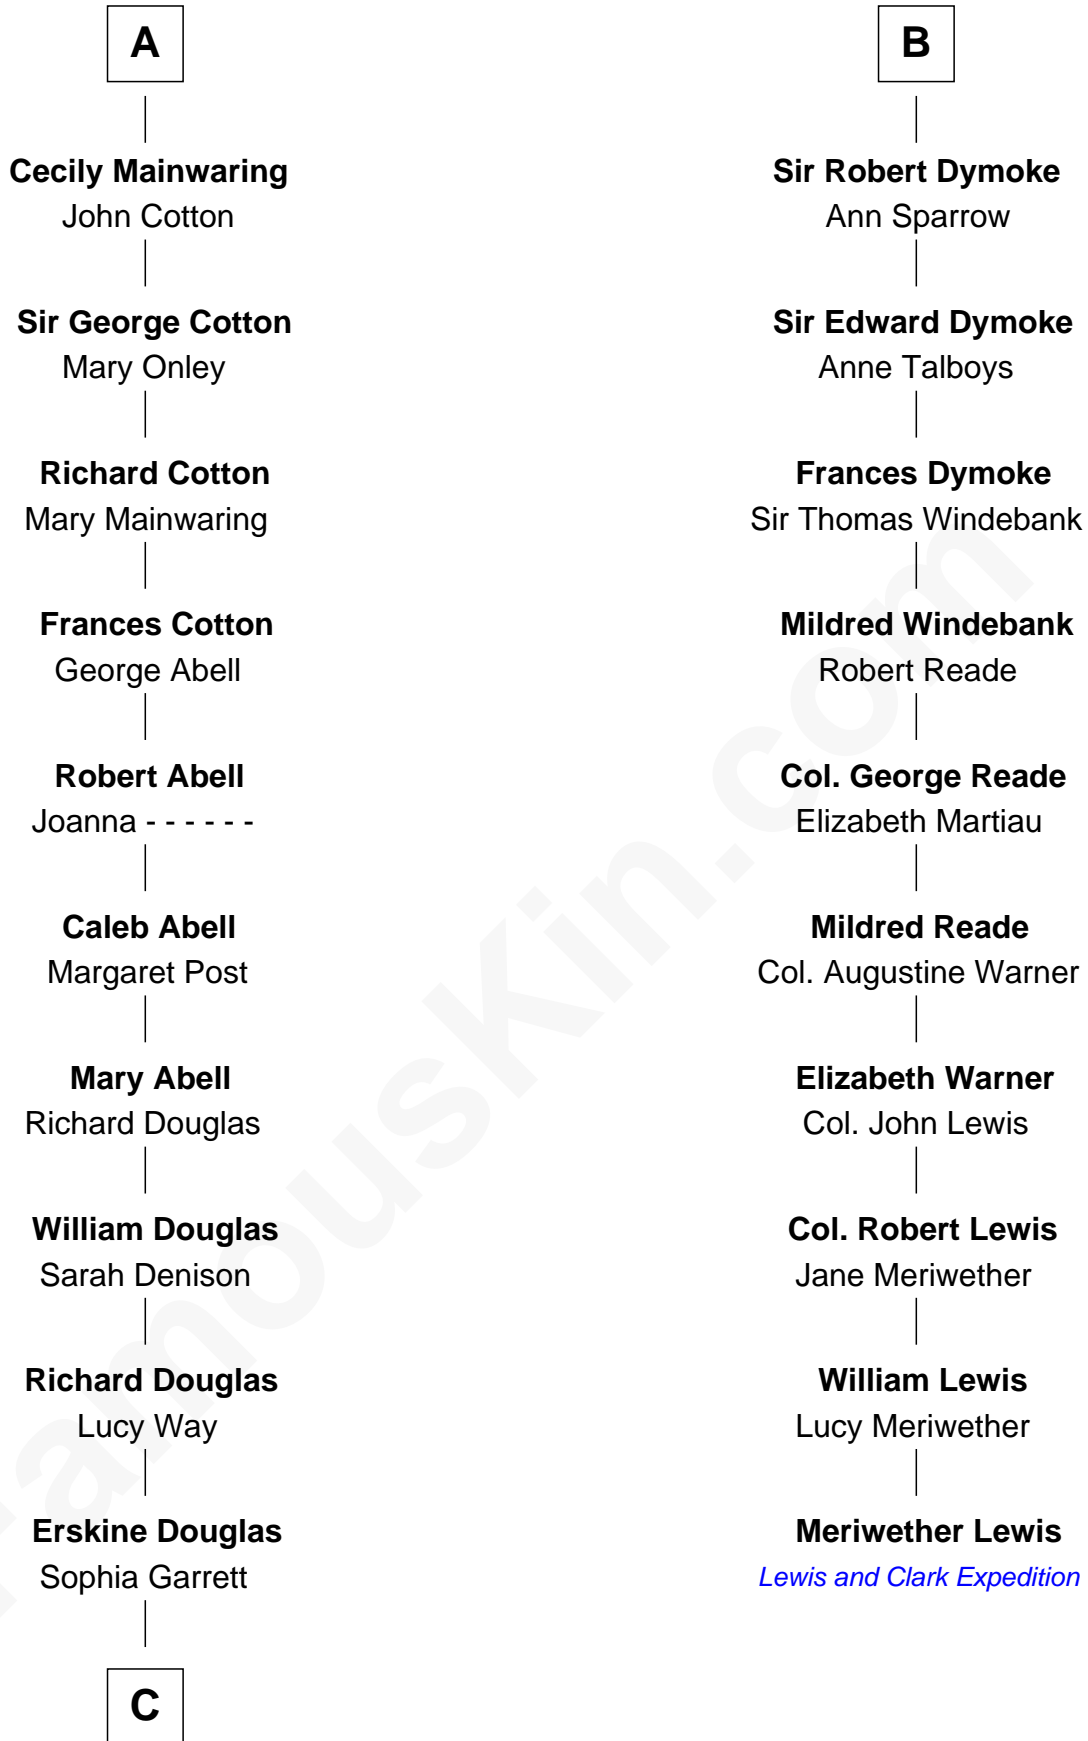 A
Cecily Mainwaring
John Cotton
Sir George Cotton
Mary Onley
Richard Cotton
Mary Mainwaring
Frances Cotton
George Abell
Robert Abell
Joanna - - - - - -
Caleb Abell
Margaret Post
Mary Abell
Richard Douglas
William Douglas
Sarah Denison
Richard Douglas
Lucy Way
Erskine Douglas
Sophia Garrett
C
B
Sir Robert Dymoke
Ann Sparrow
Sir Edward Dymoke
Anne Talboys
Frances Dymoke
Sir Thomas Windebank
Mildred Windebank
Robert Reade
Col. George Reade
Elizabeth Martiau
Mildred Reade
Col. Augustine Warner
Elizabeth Warner
Col. John Lewis
Col. Robert Lewis
Jane Meriwether
William Lewis
Lucy Meriwether
Meriwether Lewis
Lewis and Clark Expedition
FamousKin.com